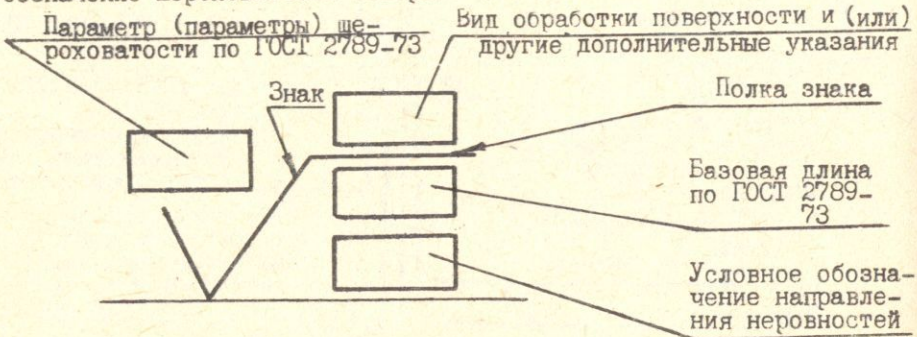 Параметр (параметры) ше-
роховатости по ГОСТ 2789-73
Вид обработки поверхности и (или)
другие дополнительные указания
Знак
Полка знака
Базовая длина
по ГОСТ 2789-
73
Условное обозна-
чение направле-
ния неровностей